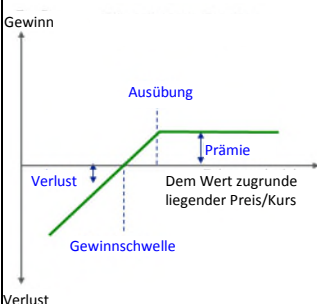 Gewinn
Ausübung
Prämie
Verlust
Dem Wert zugrunde
liegender Preis/Kurs
Gewinnschwelle
Verlust